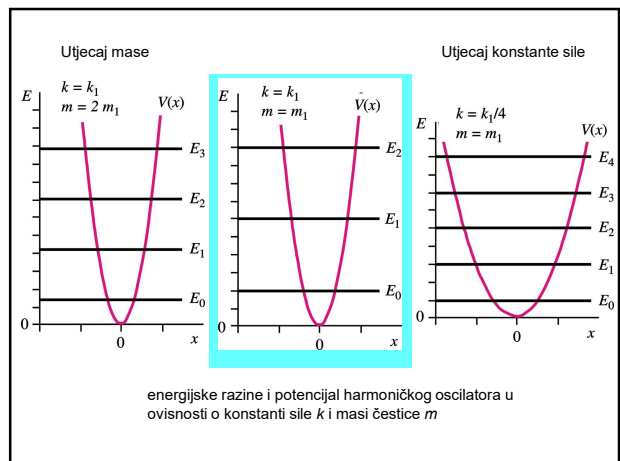 Utjecaj mase
Utjecaj konstante sile
E
k = k₁
m = 2 m₁
V(x)
E₃
E₂
E₁
E₀
0
0
x
E
k = k₁
m = m₁
V(x)
E₂
E₁
E₀
0
0
x
E
k = k₁/4
m = m₁
V(x)
E₄
E₃
E₂
E₁
E₀
0
0
x
energijske razine i potencijal harmoničkog oscilatora u
ovisnosti o konstanti sile k i masi čestice m